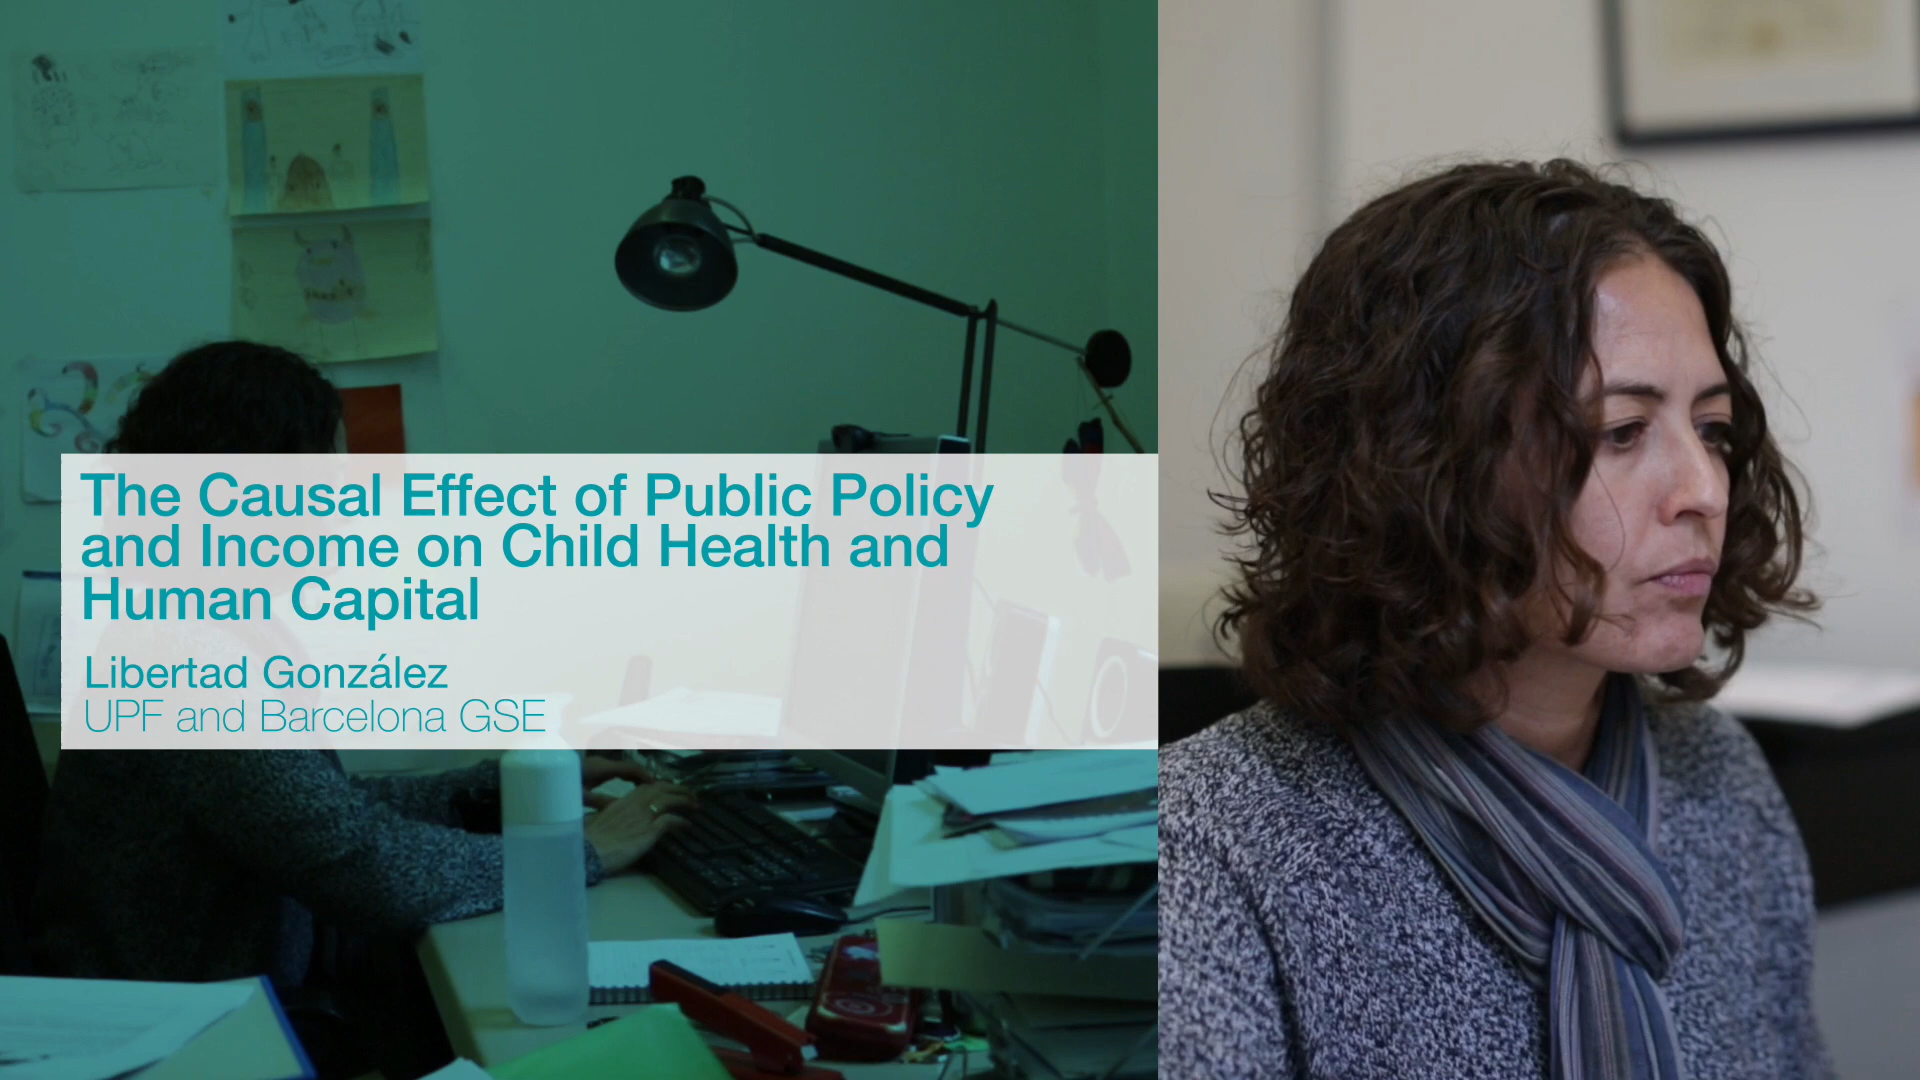 The Causal Effect of Public Policy
and Income on Child Health and
Human Capital
Libertad González
UPF and Barcelona GSE